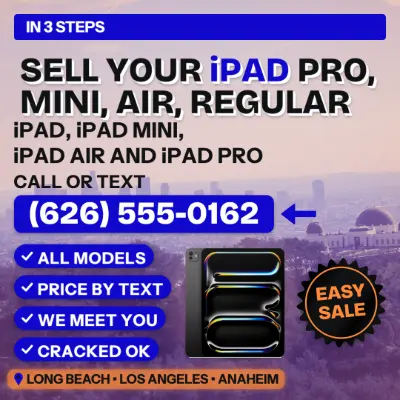 IN 3 STEPS
SELL YOUR iPAD PRO,
MINI, AIR, REGULAR
iPAD, iPAD MINI,
iPAD AIR AND iPAD PRO
CALL OR TEXT
(626) 555-0162
ALL MODELS
PRICE BY TEXT
WE MEET YOU
CRACKED OK
EASY
SALE
LONG BEACH • LOS ANGELES • ANAHEIM